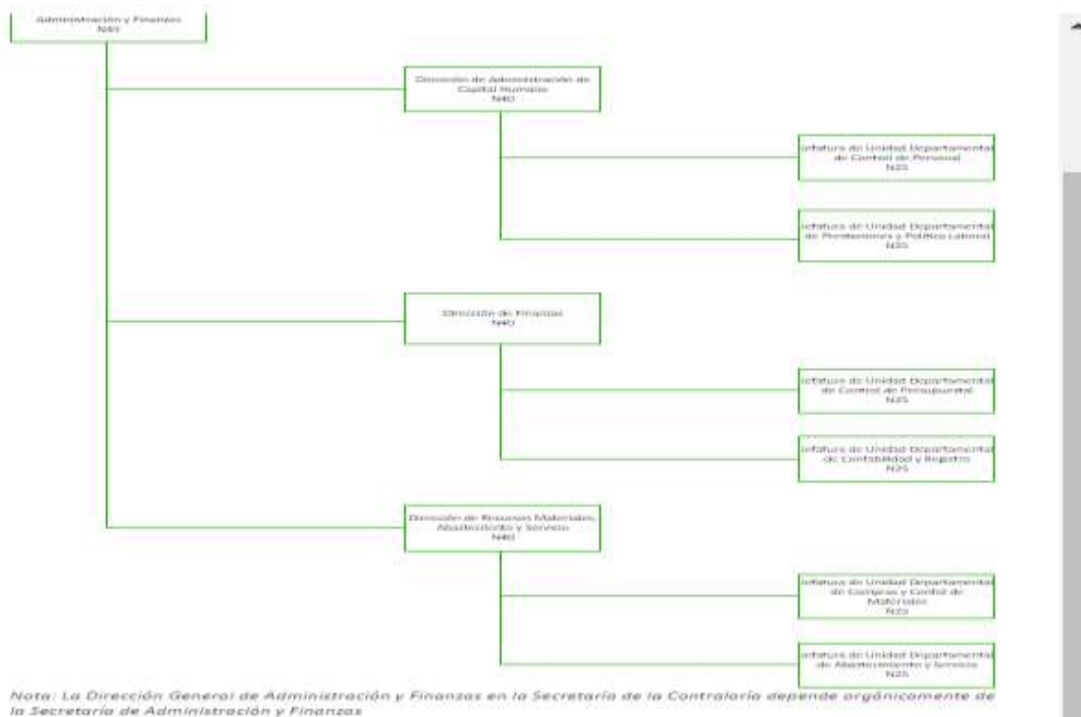 Administración y Finanzas
N45
Dirección de Administración de
Capital Humano
N40
Jefatura de Unidad Departamental
de Control de Personal
N25
Jefatura de Unidad Departamental
de Prestaciones y Política Laboral
N25
Dirección de Finanzas
N40
Jefatura de Unidad Departamental
de Control de Presupuestal
N25
Jefatura de Unidad Departamental
de Contabilidad y Registro
N25
Dirección de Recursos Materiales,
Abastecimiento y Servicio
N40
Jefatura de Unidad Departamental
de Compras y Contol de
Materiales
N25
Jefatura de Unidad Departamental
de Abastecimiento y Servicio
N25
Nota: La Dirección General de Administración y Finanzas en la Secretaría de la Contraloría depende orgánicamente de
la Secretaría de Administración y Finanzas